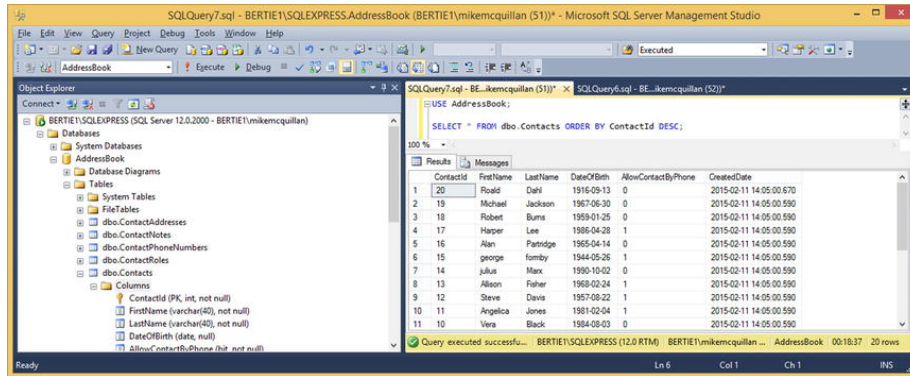 SQLQuery7.sql - BERTIE1\SQLEXPRESS.AddressBook (BERTIE1\mikemcquillan (51))* - Microsoft SQL Server Management Studio
File Edit View Query Project Debug Tools Window Help
New Query
Executed
AddressBook
Execute
Debug
Object Explorer
Connect
BERTIE1\SQLEXPRESS (SQL Server 12.0.2000 - BERTIE1\mikemcquillan)
Databases
System Databases
AddressBook
Database Diagrams
Tables
System Tables
FileTables
dbo.ContactAddresses
dbo.ContactNotes
dbo.ContactPhoneNumbers
dbo.ContactRoles
dbo.Contacts
Columns
ContactId (PK, int, not null)
FirstName (varchar(40), not null)
LastName (varchar(40), not null)
DateOfBirth (date, null)
AllowContactByPhone (bit, not null)
SQLQuery7.sql - BE...ikemcquillan (51))* SQLQuery6.sql - BE...ikemcquillan (52))*
USE AddressBook;
SELECT * FROM dbo.Contacts ORDER BY ContactId DESC;
100 %
Results Messages
ContactId FirstName LastName DateOfBirth AllowContactByPhone CreatedDate
1 20 Roald Dahl 1916-09-13 0 2015-02-11 14:05:00.670
2 19 Michael Jackson 1967-06-30 0 2015-02-11 14:05:00.590
3 18 Robert Burns 1959-01-25 0 2015-02-11 14:05:00.590
4 17 Harper Lee 1986-04-28 1 2015-02-11 14:05:00.590
5 16 Alan Partridge 1965-04-14 0 2015-02-11 14:05:00.590
6 15 george formby 1944-05-26 1 2015-02-11 14:05:00.590
7 14 julius Marx 1990-10-02 0 2015-02-11 14:05:00.590
8 13 Allison Fisher 1968-02-24 1 2015-02-11 14:05:00.590
9 12 Steve Davis 1957-08-22 1 2015-02-11 14:05:00.590
10 11 Angelica Jones 1981-02-04 1 2015-02-11 14:05:00.590
11 10 Vera Black 1984-08-03 0 2015-02-11 14:05:00.590
Query executed successfu... BERTIE1\SQLEXPRESS (12.0 RTM) BERTIE1\mikemcquillan ... AddressBook 00:18:37 20 rows
Ready Ln 6 Col 1 Ch 1 INS